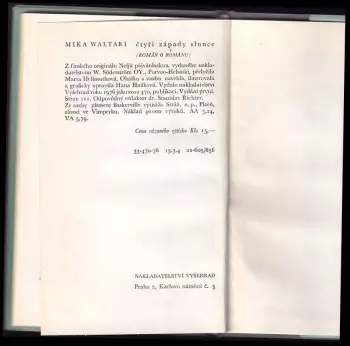 MIKA WALTARI čtyři západy slunce
(ROMÁN O ROMÁNU)
Z finského originálu Neljä päivänlaskua, vydaného nakla-
datelstvím W. Söderström OY., Porvoo-Helsinki, přeložila
Marta Hellmuthová. Obálku a vazbu navrhla, ilustrovala
a graficky upravila Hana Blažková. Vydalo nakladatelství
Vyšehrad roku 1976 jako svou 470. publikaci. Vydání první.
Stran 212. Odpovědný redaktor dr. Stanislav Richter.
Ze sazby písmem Baskerville vytiskla Stráž, n. p., Plzeň,
závod ve Vimperku. Náklad 40.000 výtisků. AA 5,24,
VA 5,79.
Cena vázaného výtisku Kčs 15,—
33-470-76 13-3-4 22-605/856
NAKLADATELSTVÍ VYŠEHRAD
Praha 2, Karlovo náměstí č. 5